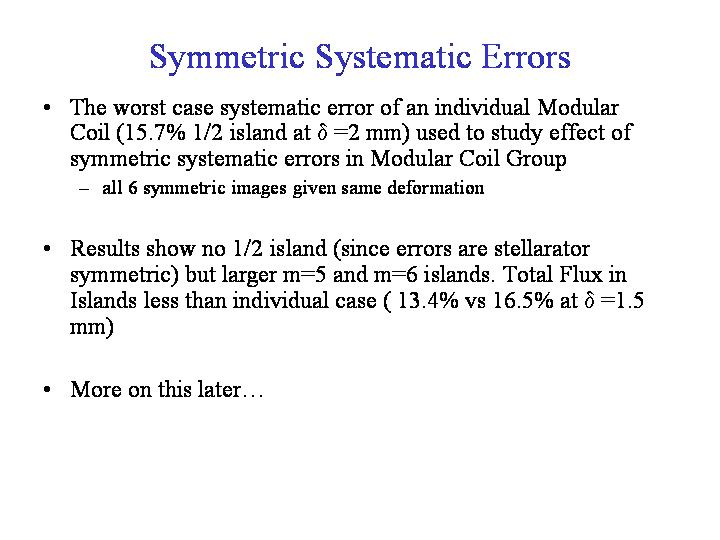 Symmetric Systematic Errors
• The worst case systematic error of an individual Modular
Coil (15.7% 1/2 island at δ =2 mm) used to study effect of
symmetric systematic errors in Modular Coil Group
– all 6 symmetric images given same deformation
• Results show no 1/2 island (since errors are stellarator
symmetric) but larger m=5 and m=6 islands. Total Flux in
Islands less than individual case ( 13.4% vs 16.5% at δ =1.5
mm)
• More on this later…